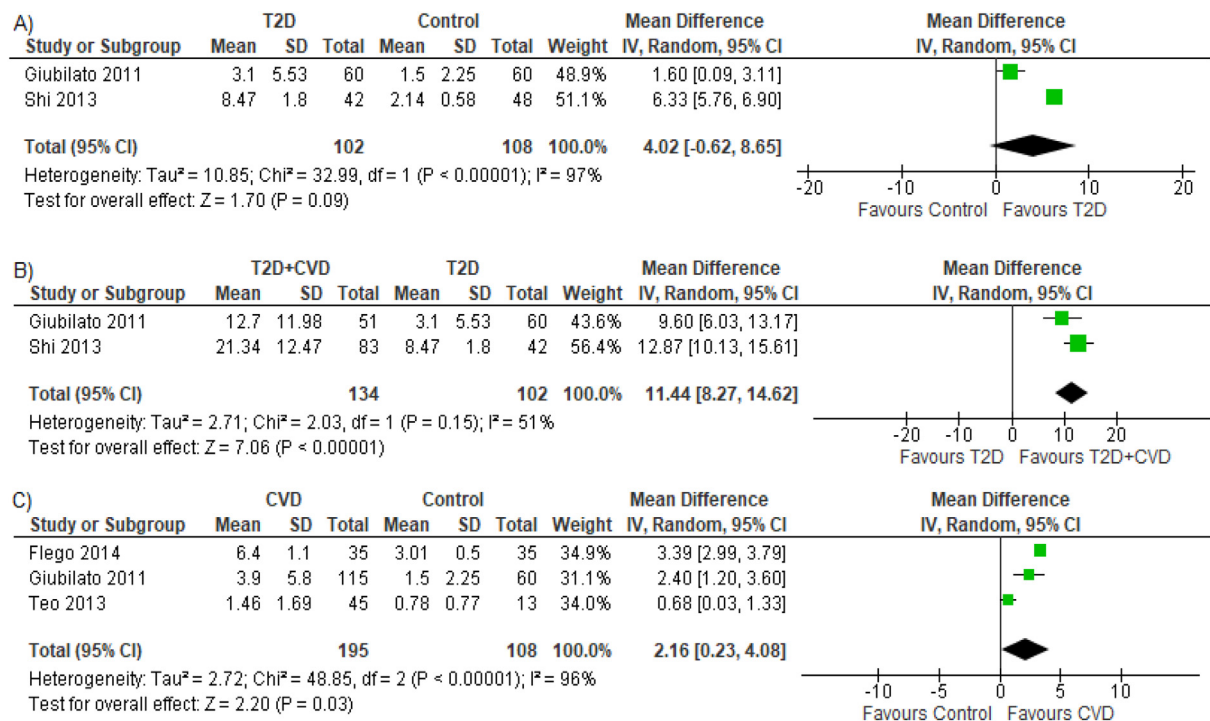 A)
T2D Control Mean Difference Mean Difference
Study or Subgroup Mean SD Total Mean SD Total Weight IV, Random, 95% CI IV, Random, 95% CI
Giubilato 2011 3.1 5.53 60 1.5 2.25 60 48.9% 1.60 [0.09, 3.11]
Shi 2013 8.47 1.8 42 2.14 0.58 48 51.1% 6.33 [5.76, 6.90]
Total (95% CI) 102 108 100.0% 4.02 [-0.62, 8.65]
Heterogeneity: Tau² = 10.85; Chi² = 32.99, df = 1 (P < 0.00001); I² = 97%
Test for overall effect: Z = 1.70 (P = 0.09)
-20 -10 0 10 20
Favours Control Favours T2D
B)
T2D+CVD T2D Mean Difference Mean Difference
Study or Subgroup Mean SD Total Mean SD Total Weight IV, Random, 95% CI IV, Random, 95% CI
Giubilato 2011 12.7 11.98 51 3.1 5.53 60 43.6% 9.60 [6.03, 13.17]
Shi 2013 21.34 12.47 83 8.47 1.8 42 56.4% 12.87 [10.13, 15.61]
Total (95% CI) 134 102 100.0% 11.44 [8.27, 14.62]
Heterogeneity: Tau² = 2.71; Chi² = 2.03, df = 1 (P = 0.15); I² = 51%
Test for overall effect: Z = 7.06 (P < 0.00001)
-20 -10 0 10 20
Favours T2D Favours T2D+CVD
C)
CVD Control Mean Difference Mean Difference
Study or Subgroup Mean SD Total Mean SD Total Weight IV, Random, 95% CI IV, Random, 95% CI
Flego 2014 6.4 1.1 35 3.01 0.5 35 34.9% 3.39 [2.99, 3.79]
Giubilato 2011 3.9 5.8 115 1.5 2.25 60 31.1% 2.40 [1.20, 3.60]
Teo 2013 1.46 1.69 45 0.78 0.77 13 34.0% 0.68 [0.03, 1.33]
Total (95% CI) 195 108 100.0% 2.16 [0.23, 4.08]
Heterogeneity: Tau² = 2.72; Chi² = 48.85, df = 2 (P < 0.00001); I² = 96%
Test for overall effect: Z = 2.20 (P = 0.03)
-10 -5 0 5 10
Favours Control Favours CVD